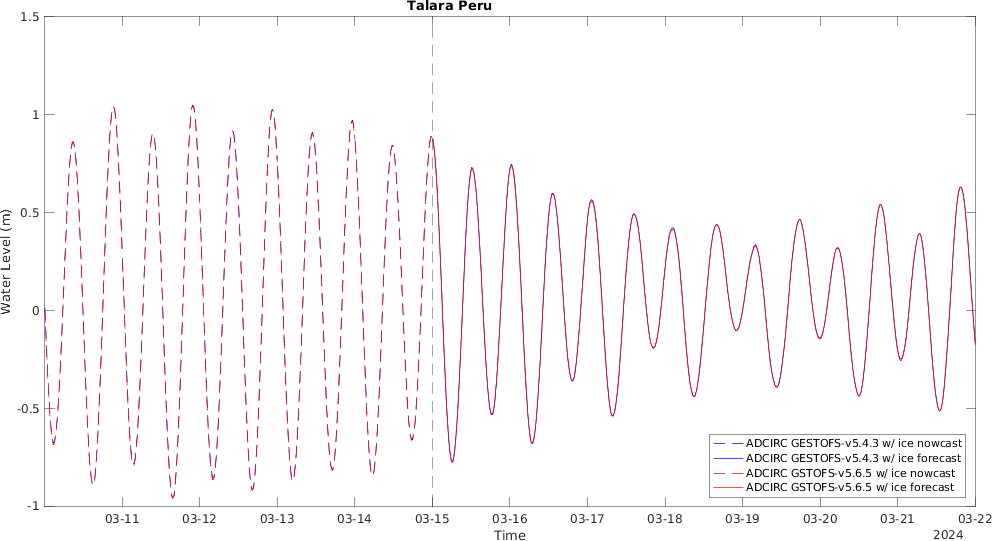 Talara Peru
1.5
1
0.5
0
-0.5
-1
Water Level (m)
ADCIRC GESTOFS-v5.4.3 w/ ice nowcast
ADCIRC GESTOFS-v5.4.3 w/ ice forecast
ADCIRC GSTOFS-v5.6.5 w/ ice nowcast
ADCIRC GSTOFS-v5.6.5 w/ ice forecast
03-11 03-12 03-13 03-14 03-15 03-16 03-17 03-18 03-19 03-20 03-21 03-22
Time
2024